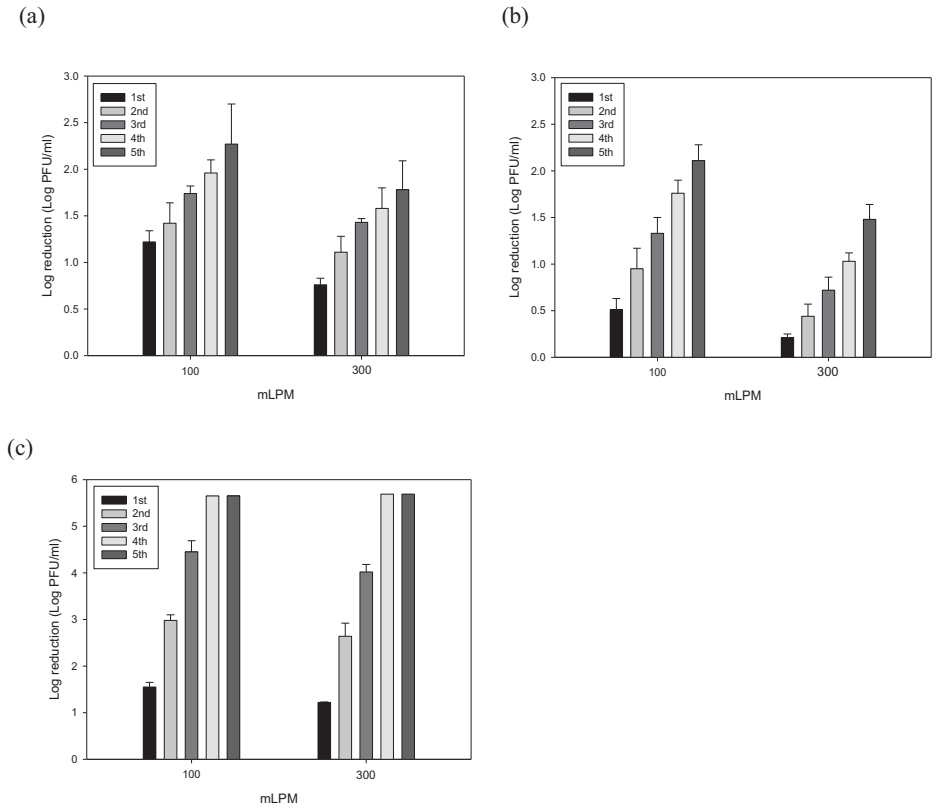 (a)
3.0
2.5
2.0
1.5
1.0
0.5
0.0
Log reduction (Log PFU/ml)
1st
2nd
3rd
4th
5th
100
300
mLPM
(b)
3.0
2.5
2.0
1.5
1.0
0.5
0.0
Log reduction (Log PFU/ml)
1st
2nd
3rd
4th
5th
100
300
mLPM
(c)
6
5
4
3
2
1
0
Log reduction (Log PFU/ml)
1st
2nd
3rd
4th
5th
100
300
mLPM